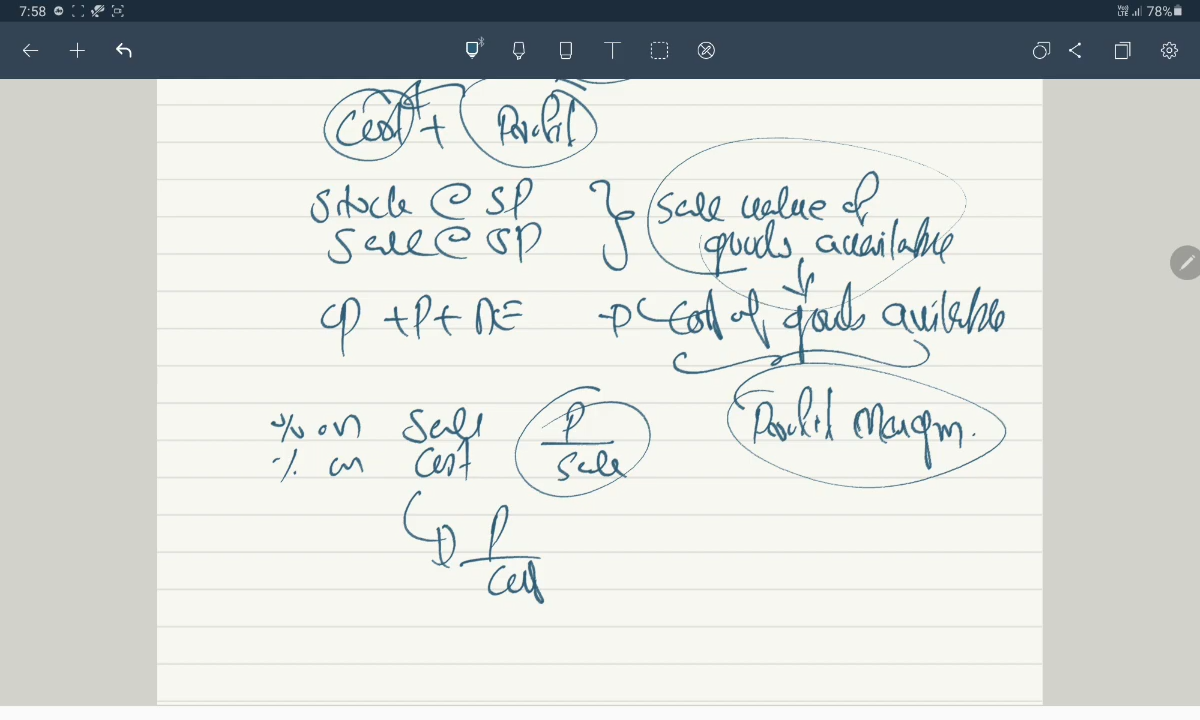 7:58 78%
Cost + Profit
Stock @ SP
Sale @ SP
sale value of
goods available
CP + P + DE
Cost of goods available
% on Sale P
% on Cost Sale
Profit Margin.
P
Cost